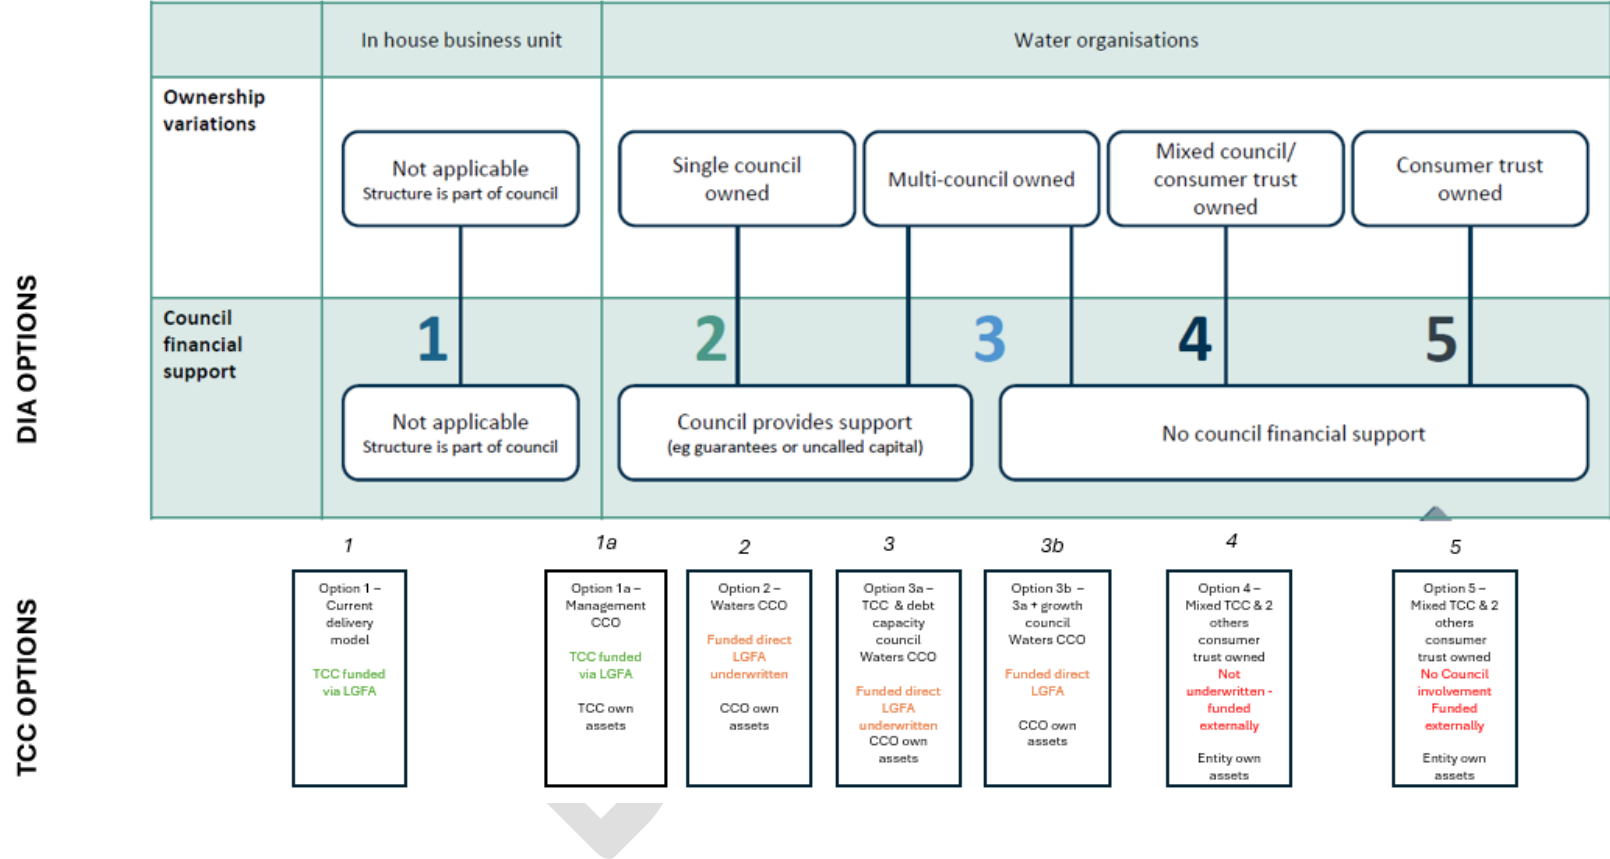 In house business unit
Water organisations
Ownership
variations
Not applicable
Structure is part of council
Single council
owned
Multi-council owned
Mixed council/
consumer trust
owned
Consumer trust
owned
DIA OPTIONS
Council
financial
support
1
2
3
4
5
Not applicable
Structure is part of council
Council provides support
(eg guarantees or uncalled capital)
No council financial support
TCC OPTIONS
1
1a
2
3
3b
4
5
Option 1 –
Current
delivery
model
TCC funded
via LGFA
Option 1a –
Management
CCO
TCC funded
via LGFA
TCC own
assets
Option 2 –
Waters CCO
Funded direct
LGFA
underwritten
CCO own
assets
Option 3a –
TCC & debt
capacity
council
Waters CCO
Funded direct
LGFA
underwritten
CCO own
assets
Option 3b –
3a + growth
council
Waters CCO
Funded direct
LGFA
CCO own
assets
Option 4 –
Mixed TCC & 2
others
consumer
trust owned
Not
underwritten -
funded
externally
Entity own
assets
Option 5 –
Mixed TCC & 2
others
consumer
trust owned
No Council
involvement
Funded
externally
Entity own
assets